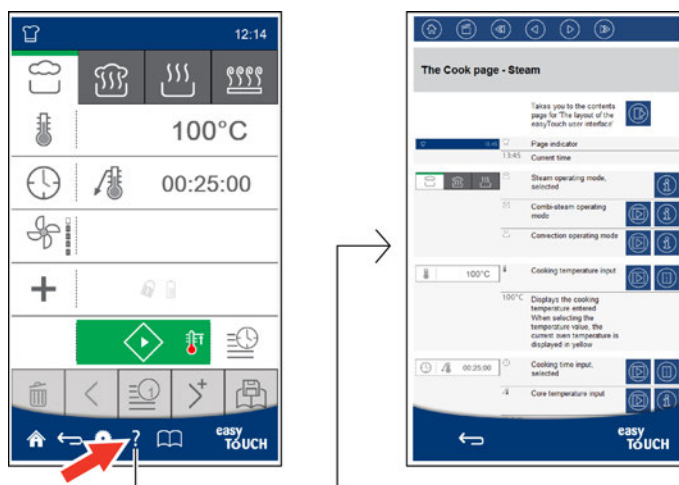 12:14
100°C
00:25:00
1
?
easy
TOUCH
The Cook page - Steam
Takes you to the contents
page for 'The layout of the
easyTouch user interface'
Page indicator
13:45 Current time
Steam operating mode,
selected
Combi-steam operating
mode
Convection operating mode
100°C
Cooking temperature input
100°C Displays the cooking
temperature entered
When selecting the
temperature value, the
current oven temperature is
displayed in yellow
00:25:00
Cooking time input,
selected
Core temperature input
easy
TOUCH